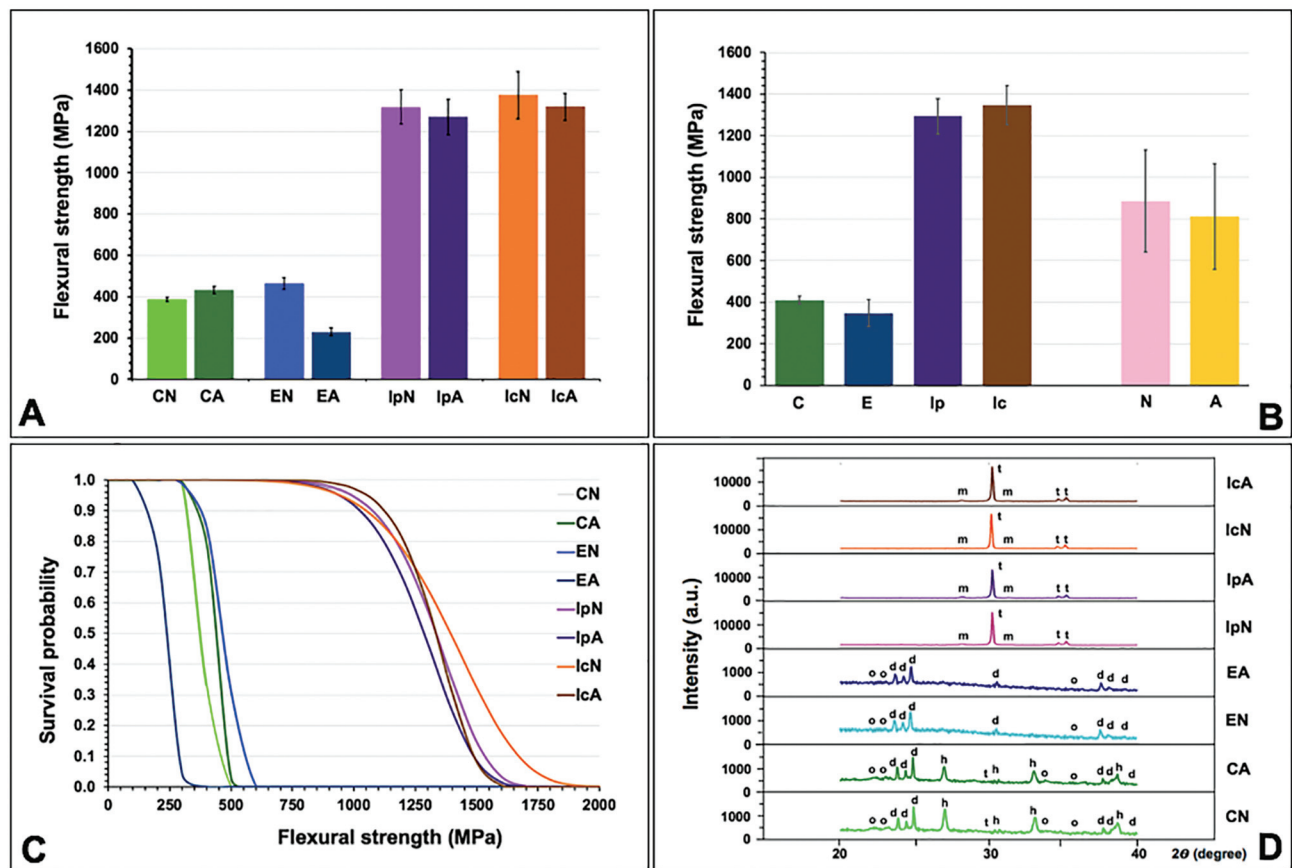 1600
1400
1200
1000
800
600
400
200
0
Flexural strength (MPa)
CN CA EN EA IpN IpA IcN IcA
A
1600
1400
1200
1000
800
600
400
200
0
Flexural strength (MPa)
C E Ip Ic N A
B
1.0
0.9
0.8
0.7
0.6
0.5
0.4
0.3
0.2
0.1
0.0
Survival probability
CN
CA
EN
EA
IpN
IpA
IcN
IcA
0 250 500 750 1000 1250 1500 1750 2000
Flexural strength (MPa)
C
Intensity (a.u.)
t
10000 m m t t IcA
0
t
10000 m m t t IcN
0
t
10000 m m t t IpA
0
t
10000 m m t t IpN
0
1000 o o d d d d o d d d EA
0
1000 o o d d d d o d d d EN
0
1000 o o d d d h t h h o o d d h d CA
0
1000 o o d d d h t h h o o d d h d CN
0
20 30 40 2θ (degree)
D